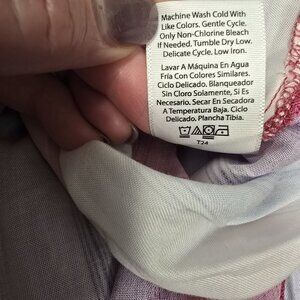 Machine Wash Cold With
Like Colors. Gentle Cycle.
Only Non-Chlorine Bleach
If Needed. Tumble Dry Low.
Delicate Cycle. Low Iron.
Lavar A Máquina En Agua
Fría Con Colores Similares.
Ciclo Delicado. Blanqueador
Sin Cloro Solamente, Si Es
Necesario. Secar En Secadora
A Temperatura Baja. Ciclo
Delicado. Plancha Tibia.
T24